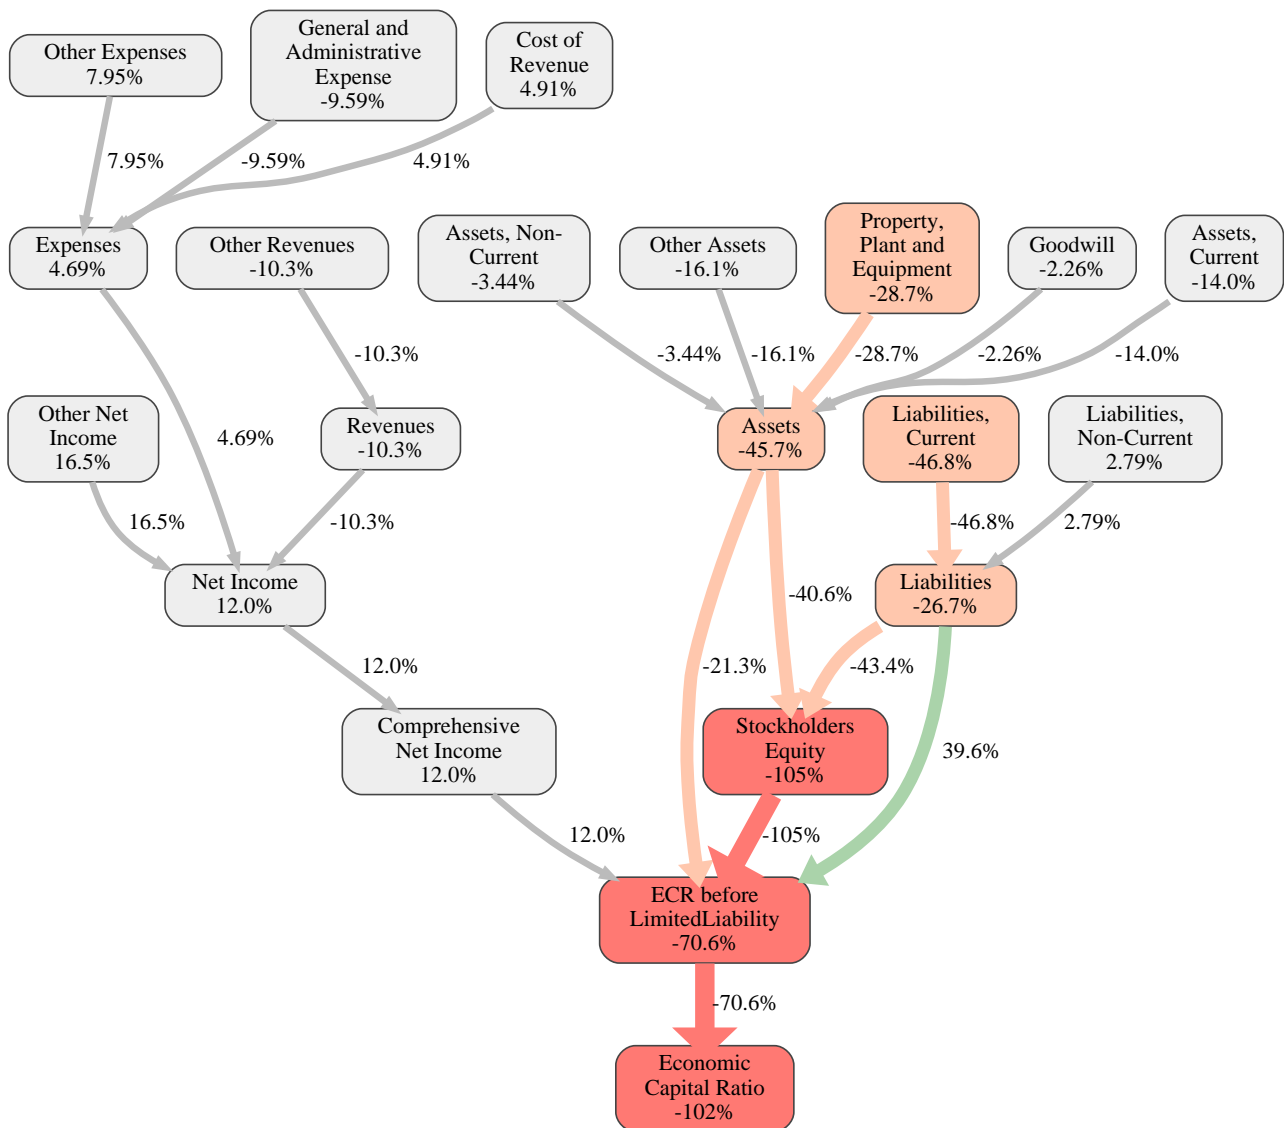 Other Expenses
7.95%
General and
Administrative
Expense
-9.59%
Cost of
Revenue
4.91%
7.95%
-9.59%
4.91%
Expenses
4.69%
Other Revenues
-10.3%
Assets, Non-
Current
-3.44%
Other Assets
-16.1%
Property,
Plant and
Equipment
-28.7%
Goodwill
-2.26%
Assets,
Current
-14.0%
-10.3%
-3.44%
-16.1%
-28.7%
-2.26%
-14.0%
Other Net
Income
16.5%
4.69%
Revenues
-10.3%
Assets
-45.7%
Liabilities,
Current
-46.8%
Liabilities,
Non-Current
2.79%
16.5%
-10.3%
-46.8%
2.79%
Net Income
12.0%
-40.6%
Liabilities
-26.7%
12.0%
-21.3%
-43.4%
Comprehensive
Net Income
12.0%
Stockholders
Equity
-105%
39.6%
12.0%
-105%
ECR before
LimitedLiability
-70.6%
-70.6%
Economic
Capital Ratio
-102%